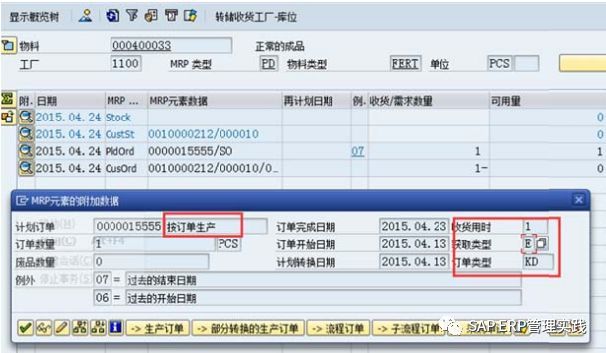 显示概览树 转储收货工厂-库位
物料 000400033 正常的成品
工厂 1100 MRP 类型 PD 物料类型 FERT 单位 PCS
附. 日期 MRP ... MRP元素数据 再计划日期 例. 收货/需求数量 可用量
2015.04.24 Stock 0
2015.04.24 CustSt 0010000212/000010 0
2015.04.24 PldOrd 0000015555/SO 07 1 1
2015.04.24 CusOrd 0010000212/000010/0... 1- 0
MRP元素的附加数据
计划订单 0000015555 按订单生产 订单完成日期 2015.04.23 收货用时 1
订单数量 1 PCS 订单开始日期 2015.04.13 获取类型 E
废品数量 0 计划转换日期 2015.04.13 订单类型 KD
例外 07 = 过去的结束日期
06 = 过去的开始日期
-> 生产订单 -> 部分转换的生产订单 -> 流程订单 -> 子流程订单
SAP ERP管理实践